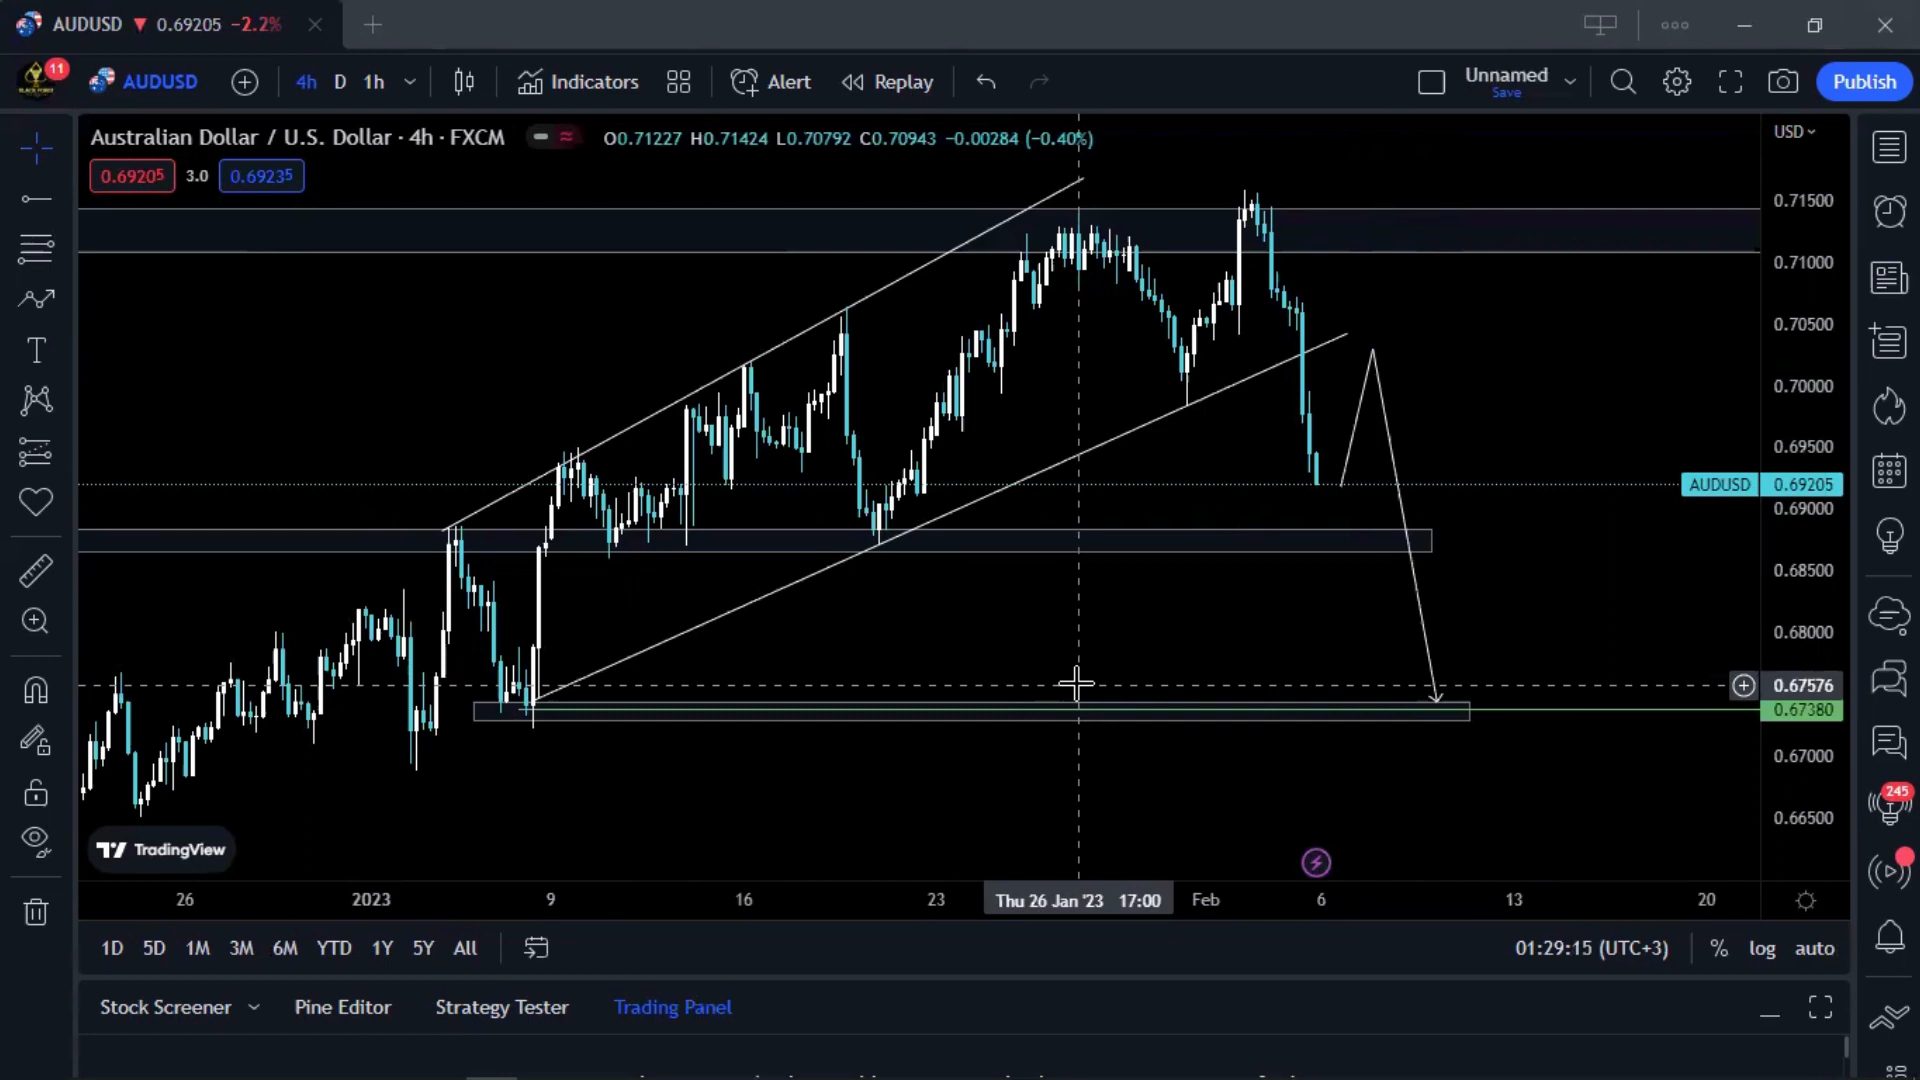 AUDUSD ▼ 0.69205 −2.2%
11
AUDUSD 4h D 1h Indicators Alert Replay Unnamed Save Publish
Australian Dollar / U.S. Dollar · 4h · FXCM O0.71227 H0.71424 L0.70792 C0.70943 −0.00284 (−0.40%)
USD
0.69205 3.0 0.69235
0.71500
0.71000
0.70500
0.70000
0.69500
AUDUSD 0.69205
0.69000
0.68500
0.68000
0.67576
0.67380
0.67000
0.66500
245
TradingView
26 2023 9 16 23 Thu 26 Jan '23 17:00 Feb 6 13 20
1D 5D 1M 3M 6M YTD 1Y 5Y All 01:29:15 (UTC+3) % log auto
Stock Screener Pine Editor Strategy Tester Trading Panel